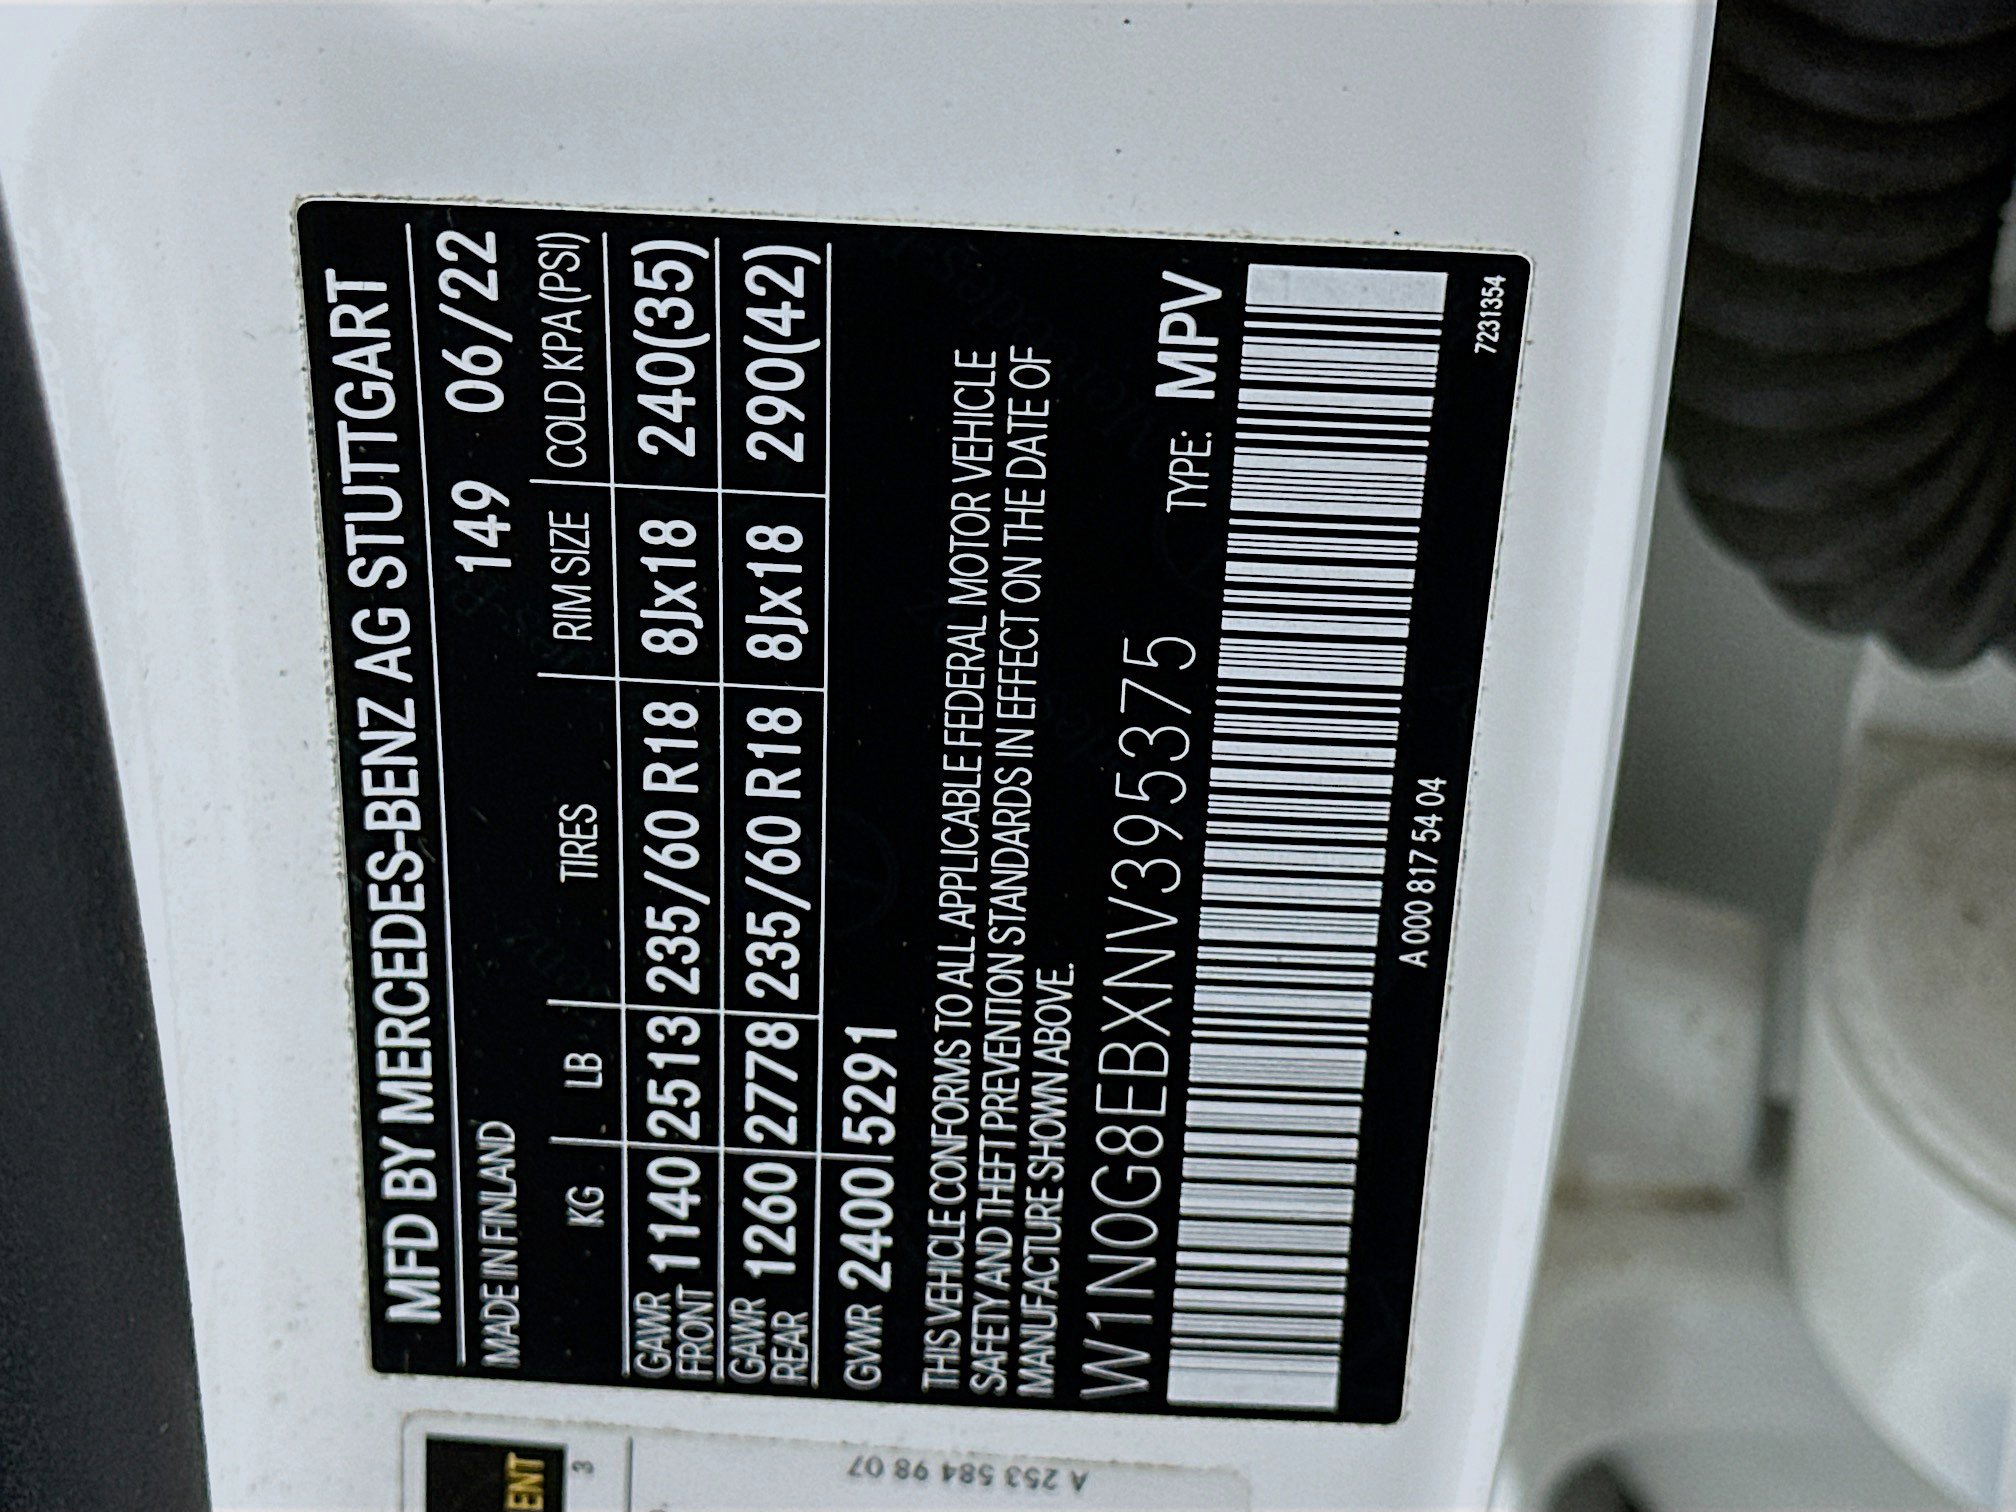 MFD BY MERCEDES-BENZ AG STUTTGART
MADE IN FINLAND 149 06/22
KG LB TIRES RIM SIZE COLD KPA (PSI)
GAWR FRONT 1140 2513 235/60 R18 8Jx18 240(35)
GAWR REAR 1260 2778 235/60 R18 8Jx18 290(42)
GVWR 2400 5291
THIS VEHICLE CONFORMS TO ALL APPLICABLE FEDERAL MOTOR VEHICLE
SAFETY AND THEFT PREVENTION STANDARDS IN EFFECT ON THE DATE OF
MANUFACTURE SHOWN ABOVE.
W1N0G8EBXNV395375 TYPE: MPV
A 000 817 54 04
7231354
ENT
3
A 253 584 98 07